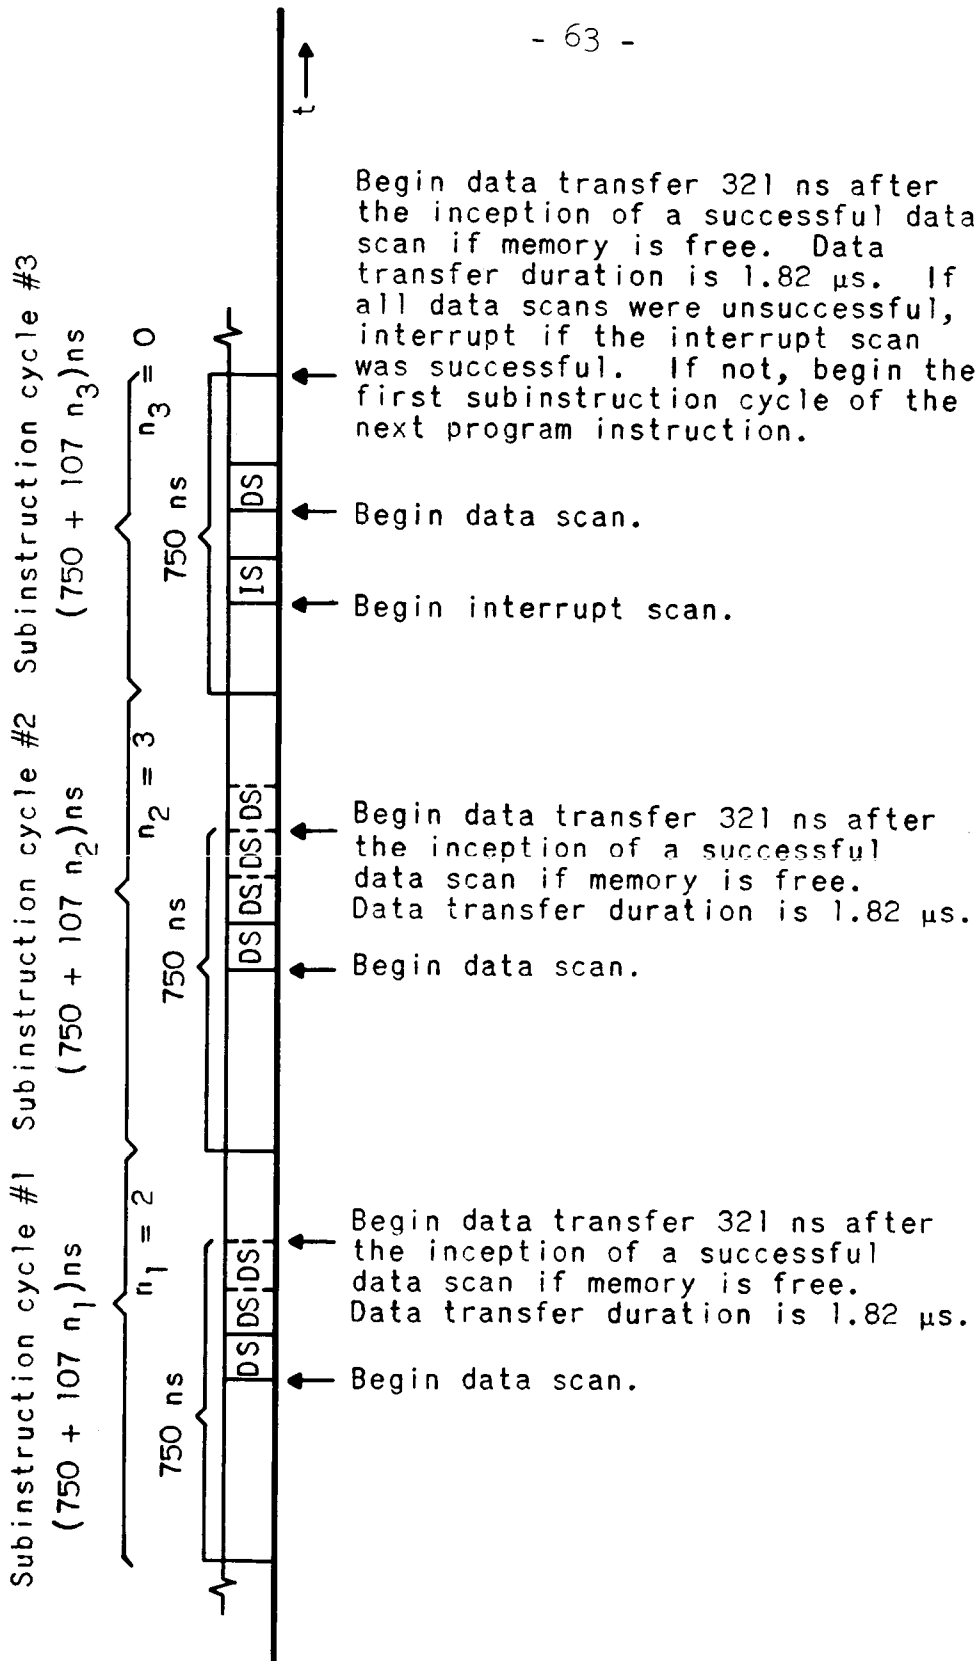 - 63 -
t
Begin data transfer 321 ns after
the inception of a successful data
scan if memory is free. Data
transfer duration is 1.82 μs. If
all data scans were unsuccessful,
interrupt if the interrupt scan
was successful. If not, begin the
first subinstruction cycle of the
next program instruction.
Begin data scan.
Begin interrupt scan.
Begin data transfer 321 ns after
the inception of a successful
data scan if memory is free.
Data transfer duration is 1.82 μs.
Begin data scan.
Begin data transfer 321 ns after
the inception of a successful
data scan if memory is free.
Data transfer duration is 1.82 μs.
Begin data scan.
Subinstruction cycle #1
(750 + 107 n₁)ns
n₁ = 2
750 ns
DS
DS
DS
Subinstruction cycle #2
(750 + 107 n₂)ns
n₂ = 3
750 ns
DS
DS
DS
DS
Subinstruction cycle #3
(750 + 107 n₃)ns
n₃ = 0
750 ns
IS
DS